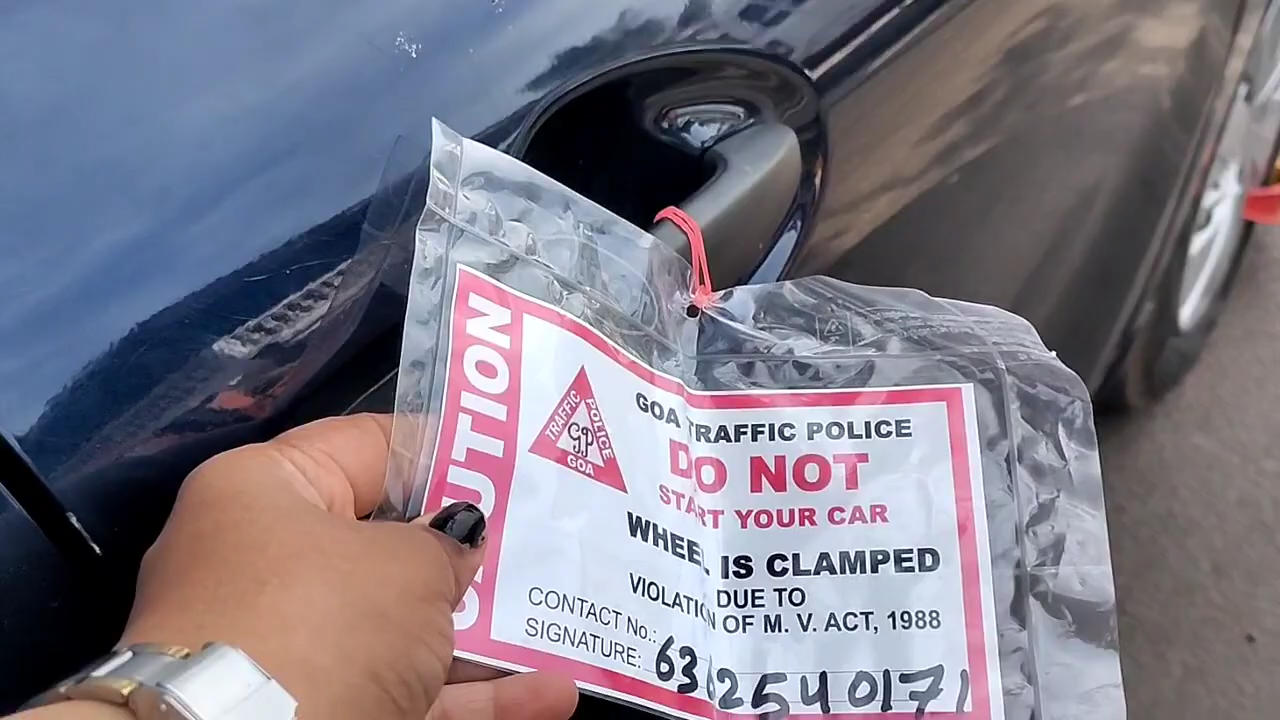 CAUTION
TRAFFIC POLICE
GP
GOA
GOA TRAFFIC POLICE
DO NOT
START YOUR CAR
WHEEL IS CLAMPED
DUE TO
VIOLATION OF M. V. ACT, 1988
CONTACT No.:
SIGNATURE: 6362540171